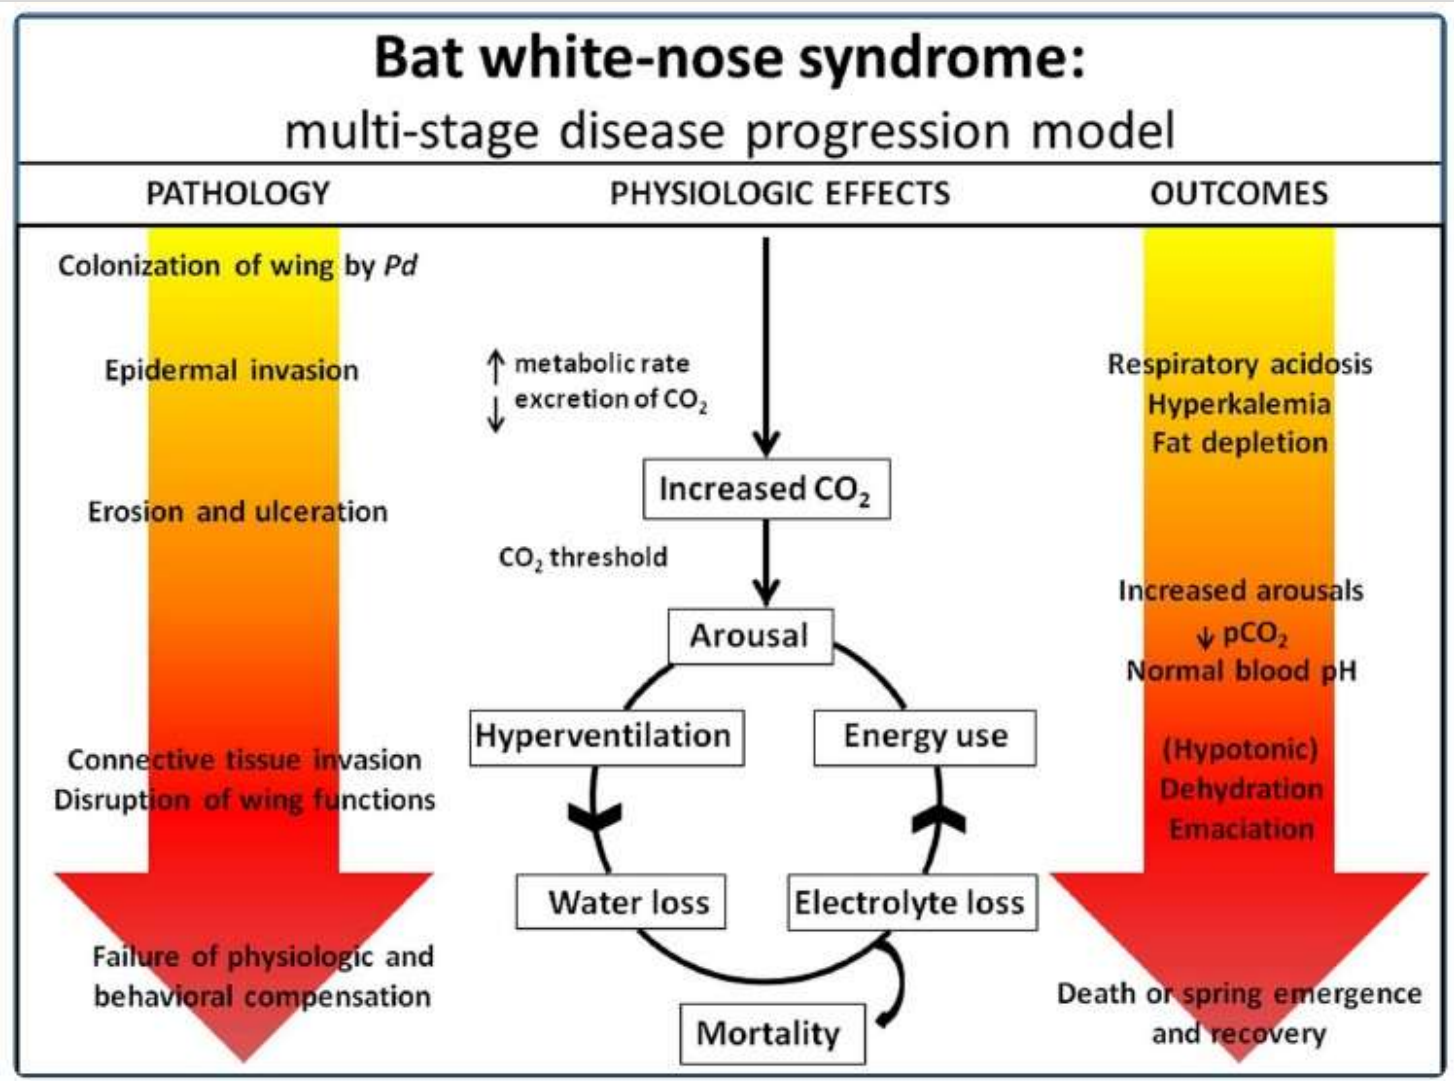 Bat white-nose syndrome:
multi-stage disease progression model
PATHOLOGY
PHYSIOLOGIC EFFECTS
OUTCOMES
Colonization of wing by Pd
Epidermal invasion
Erosion and ulceration
Connective tissue invasion
Disruption of wing functions
Failure of physiologic and
behavioral compensation
↑ metabolic rate
↓ excretion of CO₂
Increased CO₂
CO₂ threshold
Arousal
Hyperventilation
Energy use
Water loss
Electrolyte loss
Mortality
Respiratory acidosis
Hyperkalemia
Fat depletion
Increased arousals
↓ pCO₂
Normal blood pH
(Hypotonic)
Dehydration
Emaciation
Death or spring emergence
and recovery